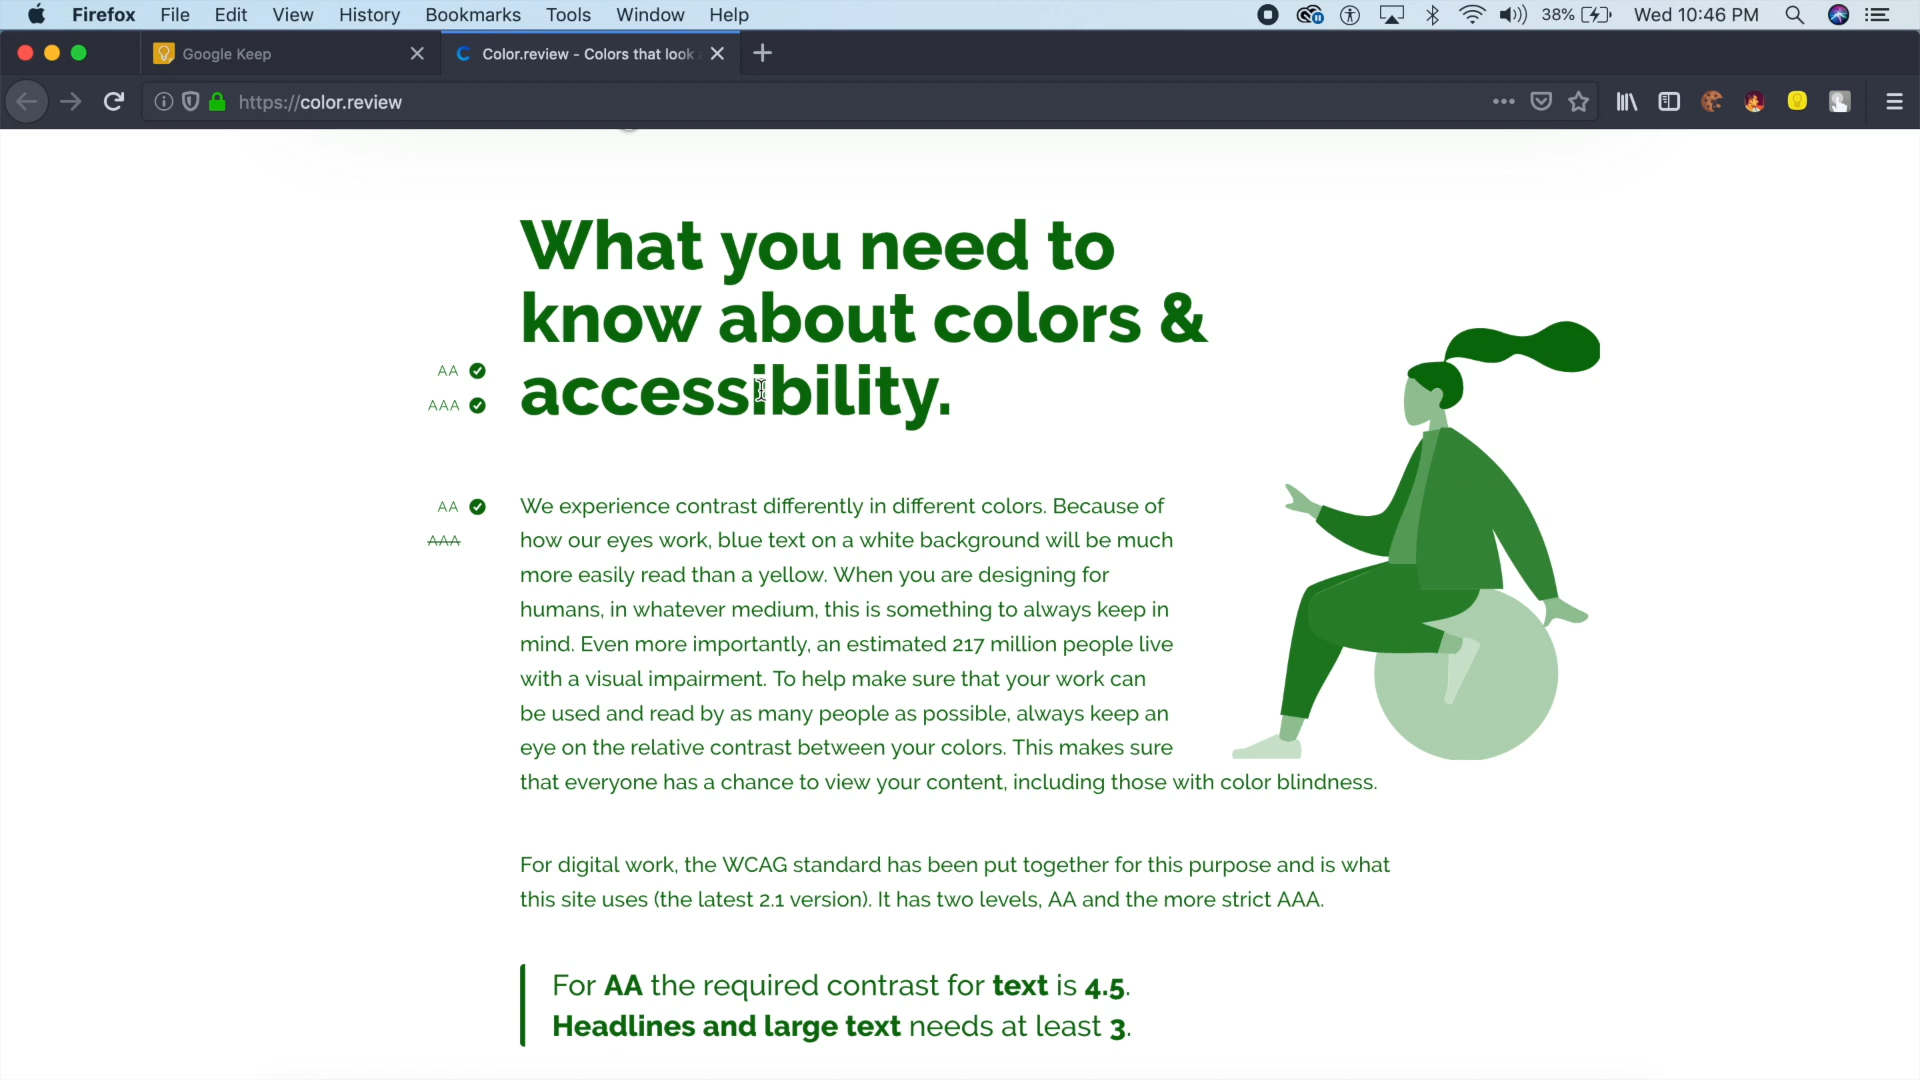 Firefox File Edit View History Bookmarks Tools Window Help 38% Wed 10:46 PM
Google Keep
Color.review - Colors that look
https://color.review
What you need to
know about colors &
AA
AAA
accessibility.
AA
We experience contrast differently in different colors. Because of
AAA
how our eyes work, blue text on a white background will be much
more easily read than a yellow. When you are designing for
humans, in whatever medium, this is something to always keep in
mind. Even more importantly, an estimated 217 million people live
with a visual impairment. To help make sure that your work can
be used and read by as many people as possible, always keep an
eye on the relative contrast between your colors. This makes sure
that everyone has a chance to view your content, including those with color blindness.
For digital work, the WCAG standard has been put together for this purpose and is what
this site uses (the latest 2.1 version). It has two levels, AA and the more strict AAA.
For AA the required contrast for text is 4.5.
Headlines and large text needs at least 3.